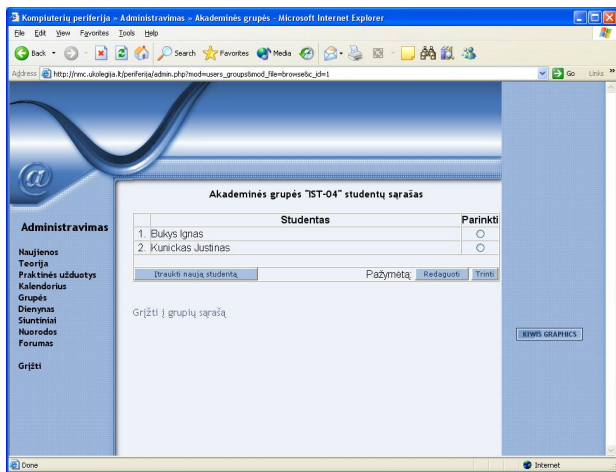 Kompiuterių periferija » Administravimas » Akademinės grupės - Microsoft Internet Explorer
File Edit View Favorites Tools Help
Back Search Favorites Media
Address http://nmc.ukolegija.lt/periferija/admin.php?mod=users_groups&mod_file=browse&c_id=1 Go Links »
@
Akademinės grupės "IST-04" studentų sąrašas
Studentas Parinkti
1. Bukys Ignas
2. Kunickas Justinas
Įtraukti naują studentą Pažymėtą: Redaguoti Trinti
Grįžti į grupių sąrašą
Administravimas
Naujienos
Teorija
Praktinės užduotys
Kalendorius
Grupės
Dienynas
Siuntiniai
Nuorodos
Forumas
Grįžti
KIWIS GRAPHICS
Done Internet